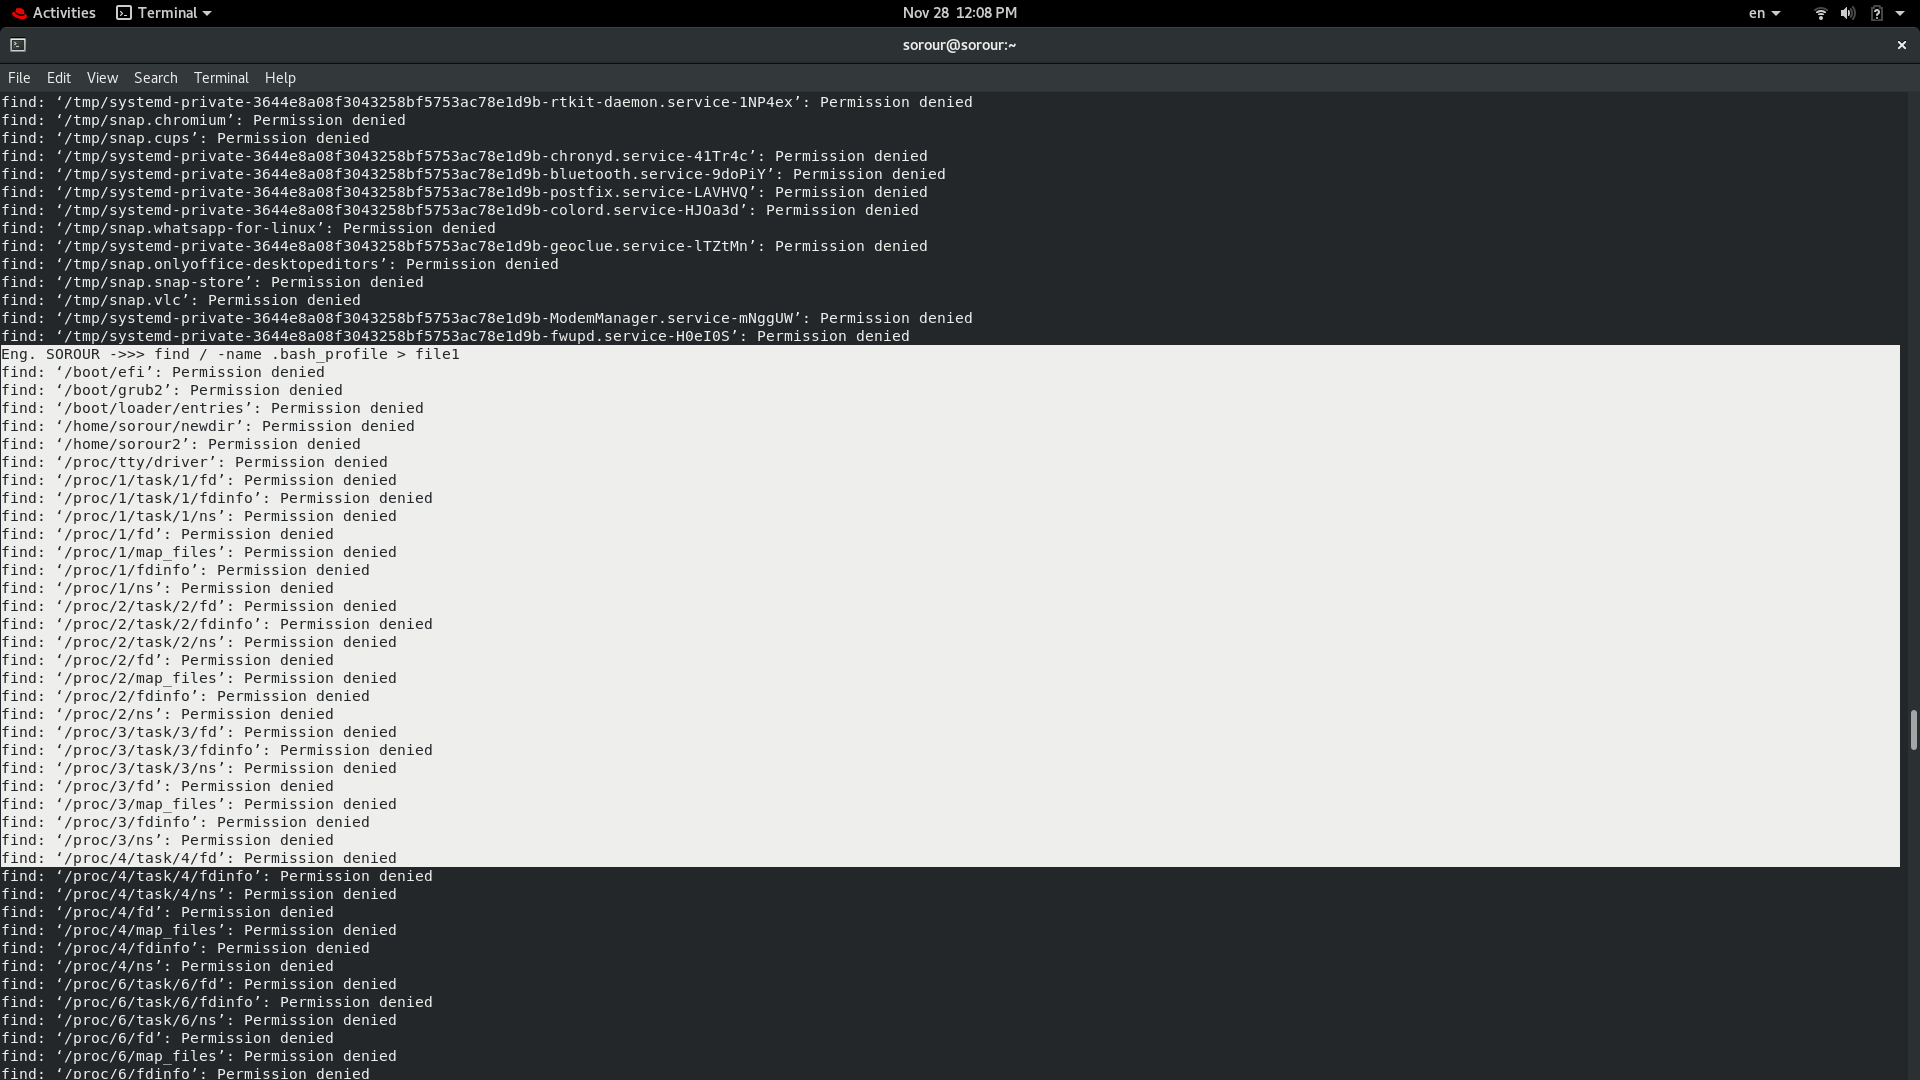 Activities Terminal Nov 28 12:08 PM en
sorour@sorour:~
File Edit View Search Terminal Help
find: ‘/tmp/systemd-private-3644e8a08f3043258bf5753ac78e1d9b-rtkit-daemon.service-1NP4ex’: Permission denied
find: ‘/tmp/snap.chromium’: Permission denied
find: ‘/tmp/snap.cups’: Permission denied
find: ‘/tmp/systemd-private-3644e8a08f3043258bf5753ac78e1d9b-chronyd.service-41Tr4c’: Permission denied
find: ‘/tmp/systemd-private-3644e8a08f3043258bf5753ac78e1d9b-bluetooth.service-9doPiY’: Permission denied
find: ‘/tmp/systemd-private-3644e8a08f3043258bf5753ac78e1d9b-postfix.service-LAVHVQ’: Permission denied
find: ‘/tmp/systemd-private-3644e8a08f3043258bf5753ac78e1d9b-colord.service-HJOa3d’: Permission denied
find: ‘/tmp/snap.whatsapp-for-linux’: Permission denied
find: ‘/tmp/systemd-private-3644e8a08f3043258bf5753ac78e1d9b-geoclue.service-lTZtMn’: Permission denied
find: ‘/tmp/snap.onlyoffice-desktopeditors’: Permission denied
find: ‘/tmp/snap.snap-store’: Permission denied
find: ‘/tmp/snap.vlc’: Permission denied
find: ‘/tmp/systemd-private-3644e8a08f3043258bf5753ac78e1d9b-ModemManager.service-mNggUW’: Permission denied
find: ‘/tmp/systemd-private-3644e8a08f3043258bf5753ac78e1d9b-fwupd.service-H0eI0S’: Permission denied
Eng. SOROUR ->>> find / -name .bash_profile > file1
find: ‘/boot/efi’: Permission denied
find: ‘/boot/grub2’: Permission denied
find: ‘/boot/loader/entries’: Permission denied
find: ‘/home/sorour/newdir’: Permission denied
find: ‘/home/sorour2’: Permission denied
find: ‘/proc/tty/driver’: Permission denied
find: ‘/proc/1/task/1/fd’: Permission denied
find: ‘/proc/1/task/1/fdinfo’: Permission denied
find: ‘/proc/1/task/1/ns’: Permission denied
find: ‘/proc/1/fd’: Permission denied
find: ‘/proc/1/map_files’: Permission denied
find: ‘/proc/1/fdinfo’: Permission denied
find: ‘/proc/1/ns’: Permission denied
find: ‘/proc/2/task/2/fd’: Permission denied
find: ‘/proc/2/task/2/fdinfo’: Permission denied
find: ‘/proc/2/task/2/ns’: Permission denied
find: ‘/proc/2/fd’: Permission denied
find: ‘/proc/2/map_files’: Permission denied
find: ‘/proc/2/fdinfo’: Permission denied
find: ‘/proc/2/ns’: Permission denied
find: ‘/proc/3/task/3/fd’: Permission denied
find: ‘/proc/3/task/3/fdinfo’: Permission denied
find: ‘/proc/3/task/3/ns’: Permission denied
find: ‘/proc/3/fd’: Permission denied
find: ‘/proc/3/map_files’: Permission denied
find: ‘/proc/3/fdinfo’: Permission denied
find: ‘/proc/3/ns’: Permission denied
find: ‘/proc/4/task/4/fd’: Permission denied
find: ‘/proc/4/task/4/fdinfo’: Permission denied
find: ‘/proc/4/task/4/ns’: Permission denied
find: ‘/proc/4/fd’: Permission denied
find: ‘/proc/4/map_files’: Permission denied
find: ‘/proc/4/fdinfo’: Permission denied
find: ‘/proc/4/ns’: Permission denied
find: ‘/proc/6/task/6/fd’: Permission denied
find: ‘/proc/6/task/6/fdinfo’: Permission denied
find: ‘/proc/6/task/6/ns’: Permission denied
find: ‘/proc/6/fd’: Permission denied
find: ‘/proc/6/map_files’: Permission denied
find: ‘/proc/6/fdinfo’: Permission denied